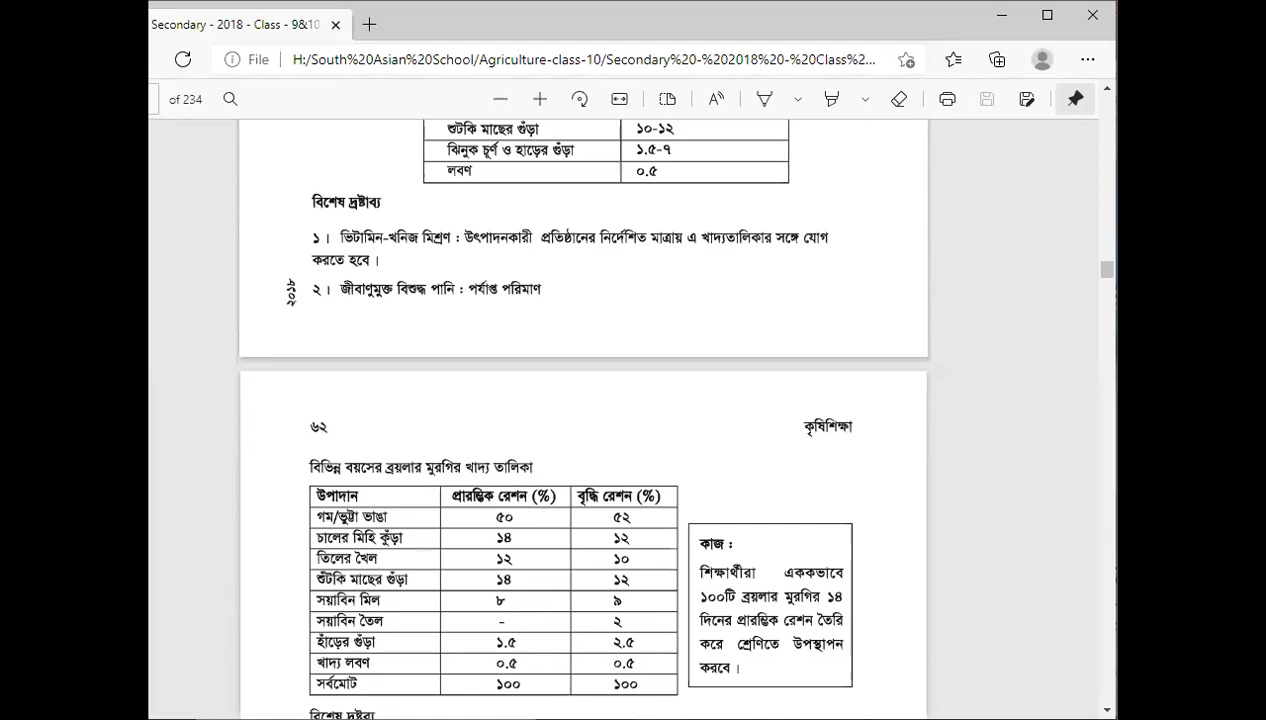 Secondary - 2018 - Class - 9&10
File H:/South%20Asian%20School/Agriculture-class-10/Secondary%20-%202018%20-%20Class%...
of 234
শুটকি মাছের গুঁড়া ১০-১২
ঝিনুক চূর্ণ ও হাড়ের গুঁড়া ১.৫-৭
লবণ ০.৫
বিশেষ দ্রষ্টাব্য
১। ভিটামিন-খনিজ মিশ্রণ : উৎপাদনকারী প্রতিষ্ঠানের নির্দেশিত মাত্রায় এ খাদ্যতালিকার সঙ্গে যোগ
করতে হবে।
২। জীবাণুমুক্ত বিশুদ্ধ পানি : পর্যাপ্ত পরিমাণ
২০১৮
৬২ কৃষিশিক্ষা
বিভিন্ন বয়সের ব্রয়লার মুরগির খাদ্য তালিকা
উপাদান প্রারম্ভিক রেশন (%) বৃদ্ধি রেশন (%)
গম/ভুট্টা ভাঙা ৫০ ৫২
চালের মিহি কুঁড়া ১৪ ১২
তিলের খৈল ১২ ১০
শুঁটকি মাছের গুঁড়া ১৪ ১২
সয়াবিন মিল ৮ ৯
সয়াবিন তৈল - ২
হাঁড়ের গুঁড়া ১.৫ ২.৫
খাদ্য লবণ ০.৫ ০.৫
সর্বমোট ১০০ ১০০
কাজ :
শিক্ষার্থীরা এককভাবে
১০০টি ব্রয়লার মুরগির ১৪
দিনের প্রারম্ভিক রেশন তৈরি
করে শ্রেণিতে উপস্থাপন
করবে।
বিশেষ দ্রষ্টব্য